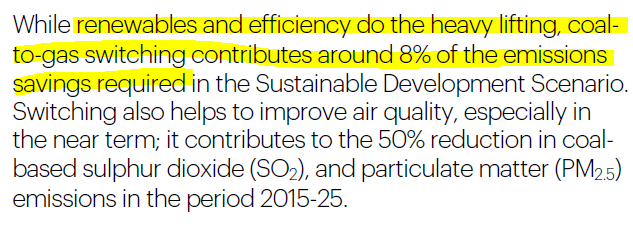 While renewables and efficiency do the heavy lifting, coal-
to-gas switching contributes around 8% of the emissions
savings required in the Sustainable Development Scenario.
Switching also helps to improve air quality, especially in
the near term; it contributes to the 50% reduction in coal-
based sulphur dioxide (SO₂), and particulate matter (PM₂.₅)
emissions in the period 2015-25.